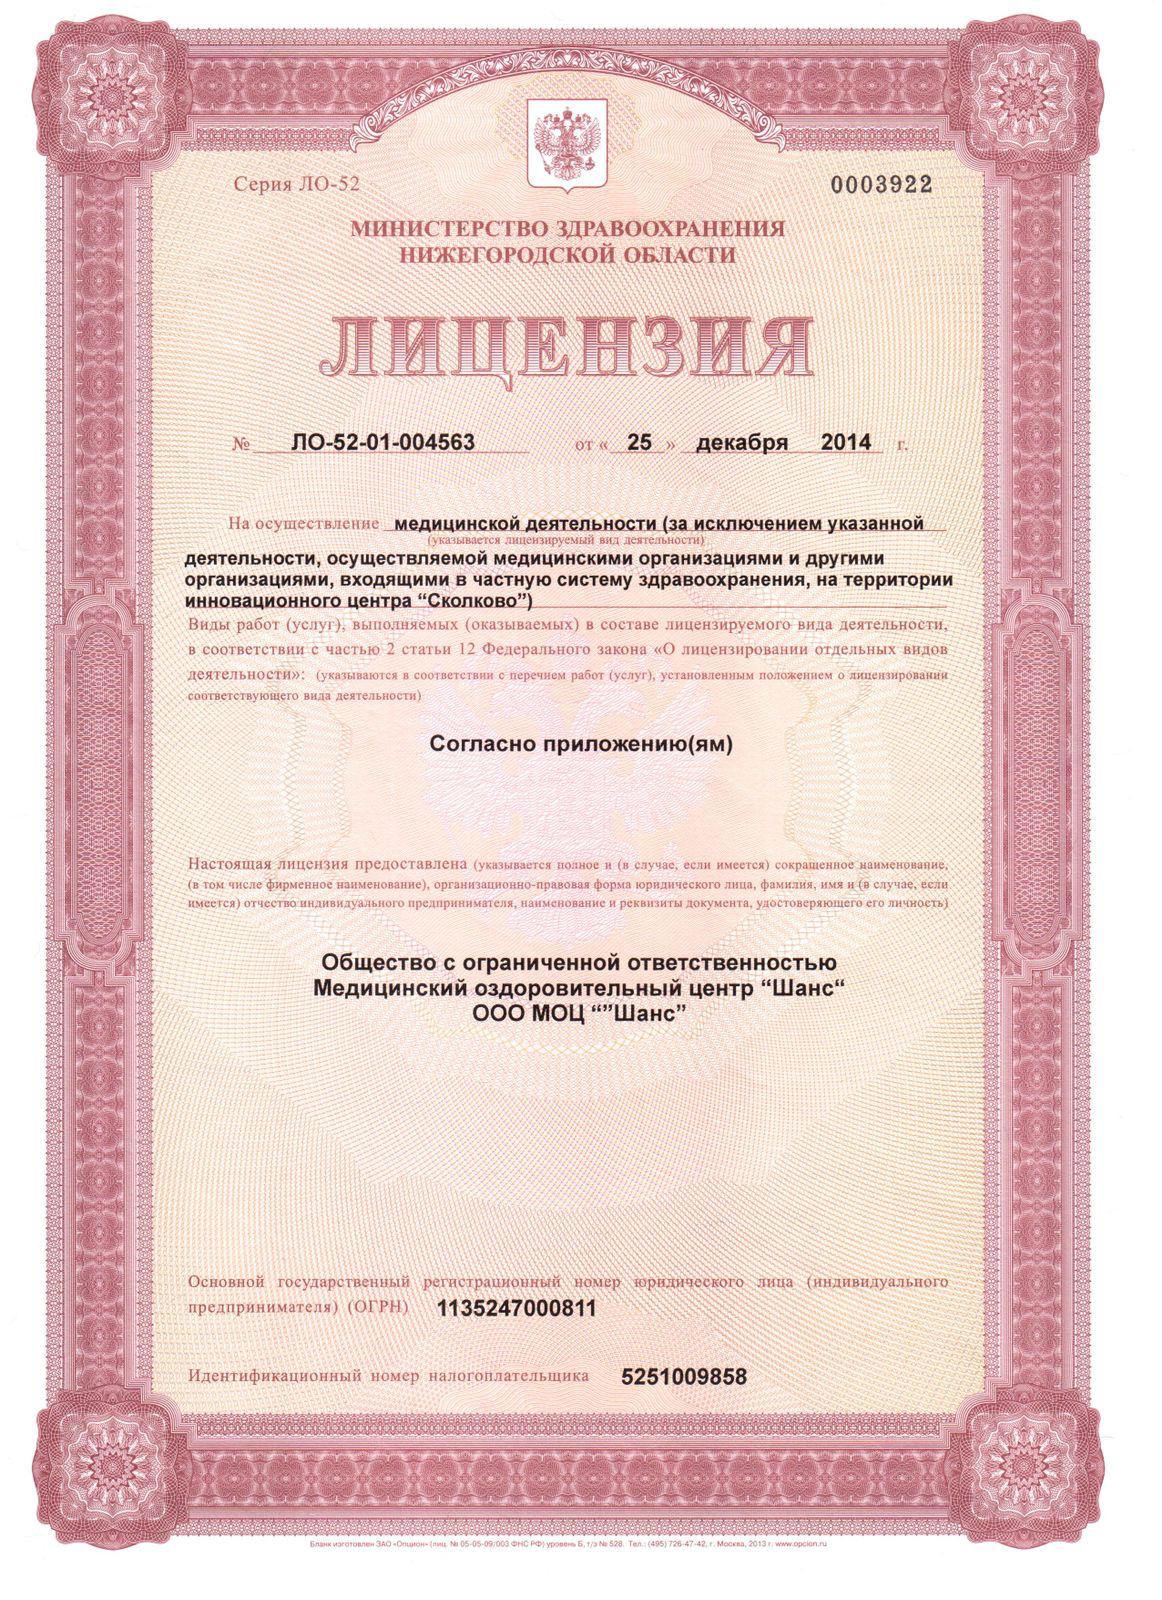 Серия ЛО-52 0003922
МИНИСТЕРСТВО ЗДРАВООХРАНЕНИЯ
НИЖЕГОРОДСКОЙ ОБЛАСТИ
ЛИЦЕНЗИЯ
№ ЛО-52-01-004563 от « 25 » декабря 2014 г.
На осуществление медицинской деятельности (за исключением указанной
(указывается лицензируемый вид деятельности)
деятельности, осуществляемой медицинскими организациями и другими
организациями, входящими в частную систему здравоохранения, на территории
инновационного центра “Сколково”)
Виды работ (услуг), выполняемых (оказываемых) в составе лицензируемого вида деятельности,
в соответствии с частью 2 статьи 12 Федерального закона «О лицензировании отдельных видов
деятельности»: (указываются в соответствии с перечнем работ (услуг), установленным положением о лицензировании
соответствующего вида деятельности)
Согласно приложению(ям)
Настоящая лицензия предоставлена (указывается полное и (в случае, если имеется) сокращенное наименование,
(в том числе фирменное наименование), организационно-правовая форма юридического лица, фамилия, имя и (в случае, если
имеется) отчество индивидуального предпринимателя, наименование и реквизиты документа, удостоверяющего его личность)
Общество с ограниченной ответственностью
Медицинский оздоровительный центр “Шанс“
ООО МОЦ “”Шанс”
Основной государственный регистрационный номер юридического лица (индивидуального
предпринимателя) (ОГРН) 1135247000811
Идентификационный номер налогоплательщика 5251009858
Бланк изготовлен ЗАО «Опцион» (лиц. № 05-05-09/003 ФНС РФ) уровень Б, т/з № 528. Тел.: (495) 726-47-42, г. Москва, 2013 г. www.opcion.ru